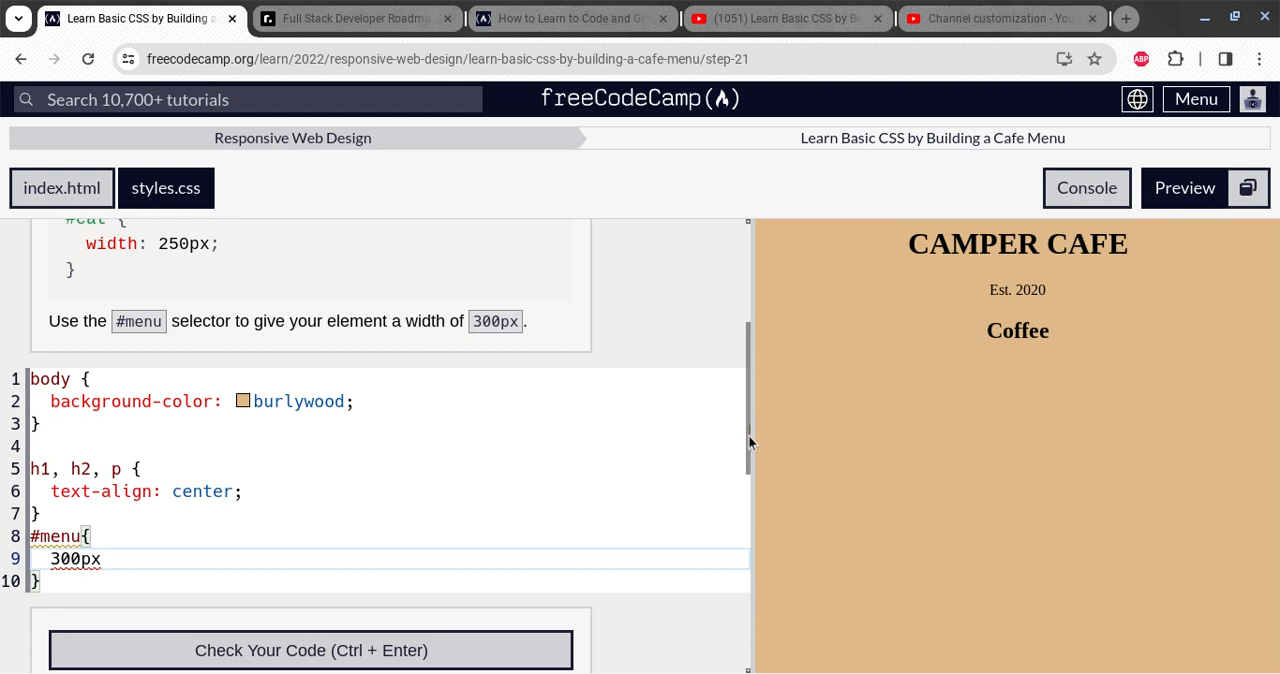 Learn Basic CSS by Building a
Full Stack Developer Roadma
How to Learn to Code and Ge
(1051) Learn Basic CSS by B
Channel customization - You
freecodecamp.org/learn/2022/responsive-web-design/learn-basic-css-by-building-a-cafe-menu/step-21
ABP
Search 10,700+ tutorials
freeCodeCamp
Menu
Responsive Web Design
Learn Basic CSS by Building a Cafe Menu
index.html
styles.css
Console
Preview
#cat {
width: 250px;
}
Use the #menu selector to give your element a width of 300px.
1 body {
2 background-color: burlywood;
3 }
4
5 h1, h2, p {
6 text-align: center;
7 }
8 #menu{
9 300px
10 }
Check Your Code (Ctrl + Enter)
CAMPER CAFE
Est. 2020
Coffee